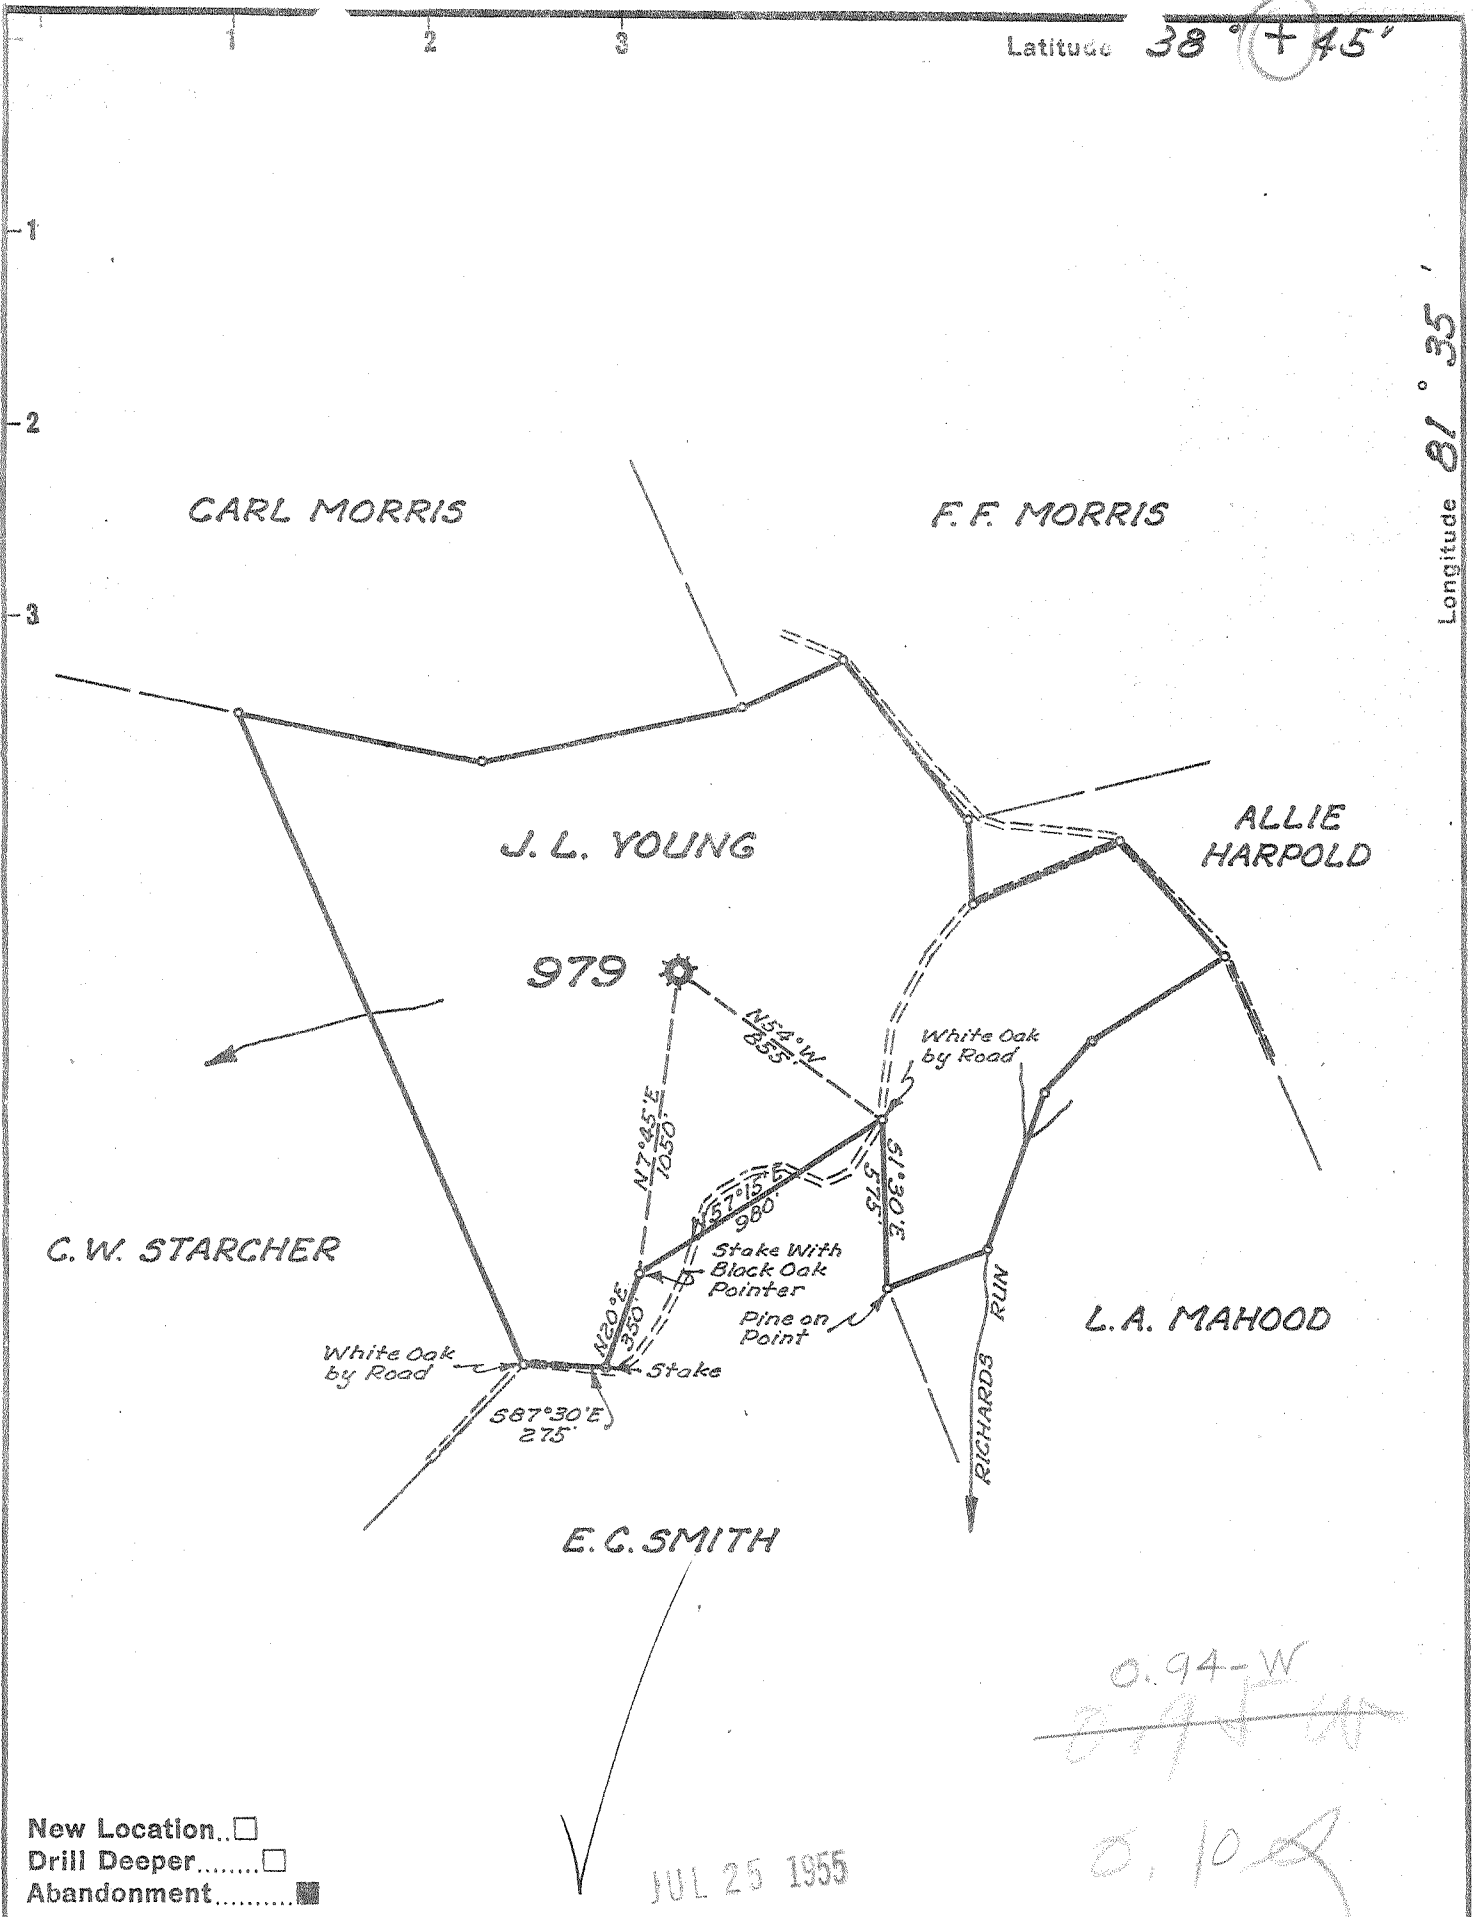 1 2 3
Latitude 38° + 45'
-1
-2
-3
Longitude 81° 35'
CARL MORRIS
F. F. MORRIS
J. L. YOUNG
ALLIE
HARPOLD
979
N54°W
855'
White Oak
by Road
N7°45'E
1050'
S1°30'E
575'
N57°15'E
980'
C. W. STARCHER
Stake With
Black Oak
Pointer
N20°E
350'
Pine on
Point
L. A. MAHOOD
RICHARDS RUN
White Oak
by Road
Stake
S87°30'E
275'
E. C. SMITH
0.94-W
New Location..
Drill Deeper........
Abandonment..........
JUL 25 1955